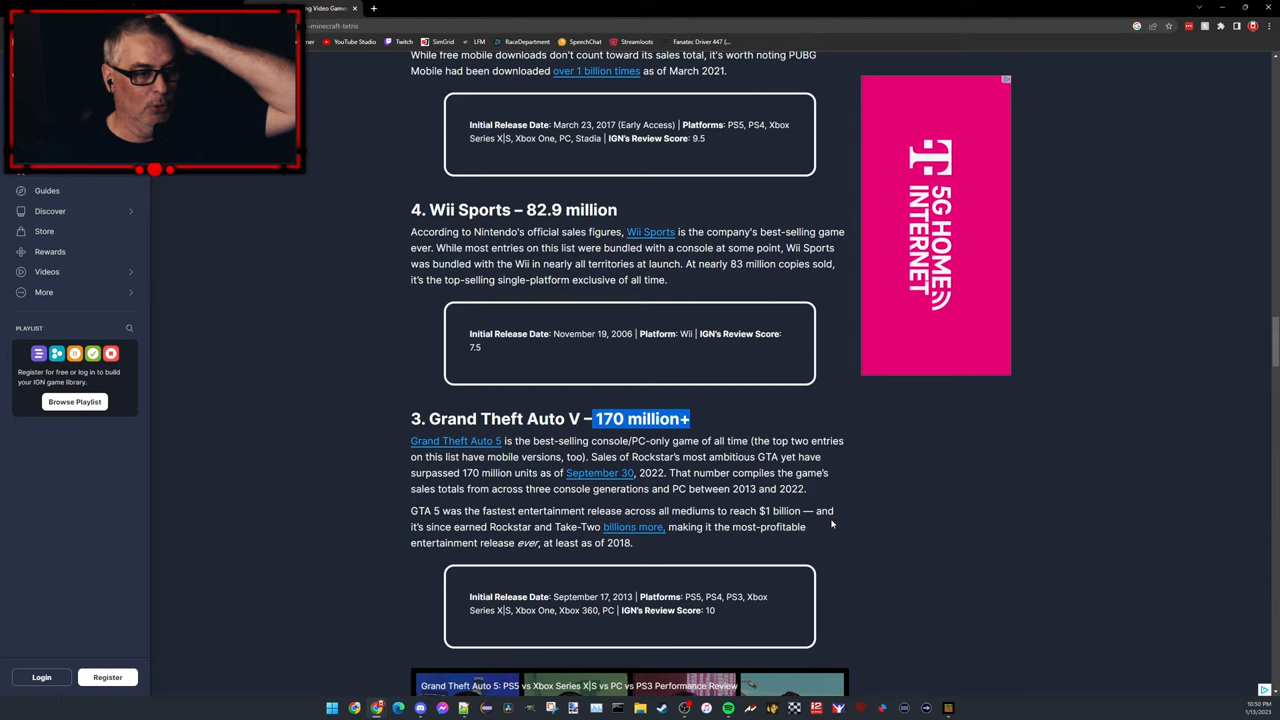 ng Video Game
-minecraft-tetris
YouTube Studio
Twitch
SimGrid
LFM
RaceDepartment
SpeechChat
Streamloots
Fanatec Driver 447 (...
While free mobile downloads don't count toward its sales total, it's worth noting PUBG
Mobile had been downloaded over 1 billion times as of March 2021.
Initial Release Date: March 23, 2017 (Early Access) | Platforms: PS5, PS4, Xbox
Series X|S, Xbox One, PC, Stadia | IGN's Review Score: 9.5
Guides
Discover
Store
Rewards
Videos
More
PLAYLIST
Register for free or log in to build
your IGN game library.
Browse Playlist
Login
Register
4. Wii Sports – 82.9 million
According to Nintendo's official sales figures, Wii Sports is the company's best-selling game
ever. While most entries on this list were bundled with a console at some point, Wii Sports
was bundled with the Wii in nearly all territories at launch. At nearly 83 million copies sold,
it's the top-selling single-platform exclusive of all time.
Initial Release Date: November 19, 2006 | Platform: Wii | IGN's Review Score:
7.5
3. Grand Theft Auto V – 170 million+
Grand Theft Auto 5 is the best-selling console/PC-only game of all time (the top two entries
on this list have mobile versions, too). Sales of Rockstar's most ambitious GTA yet have
surpassed 170 million units as of September 30, 2022. That number compiles the game's
sales totals from across three console generations and PC between 2013 and 2022.
GTA 5 was the fastest entertainment release across all mediums to reach $1 billion — and
it's since earned Rockstar and Take-Two billions more, making it the most-profitable
entertainment release ever, at least as of 2018.
Initial Release Date: September 17, 2013 | Platforms: PS5, PS4, PS3, Xbox
Series X|S, Xbox One, Xbox 360, PC | IGN's Review Score: 10
Grand Theft Auto 5: PS5 vs Xbox Series X|S vs PC vs PS3 Performance Review
T
5G HOME
INTERNET
10:50 PM
1/13/2023